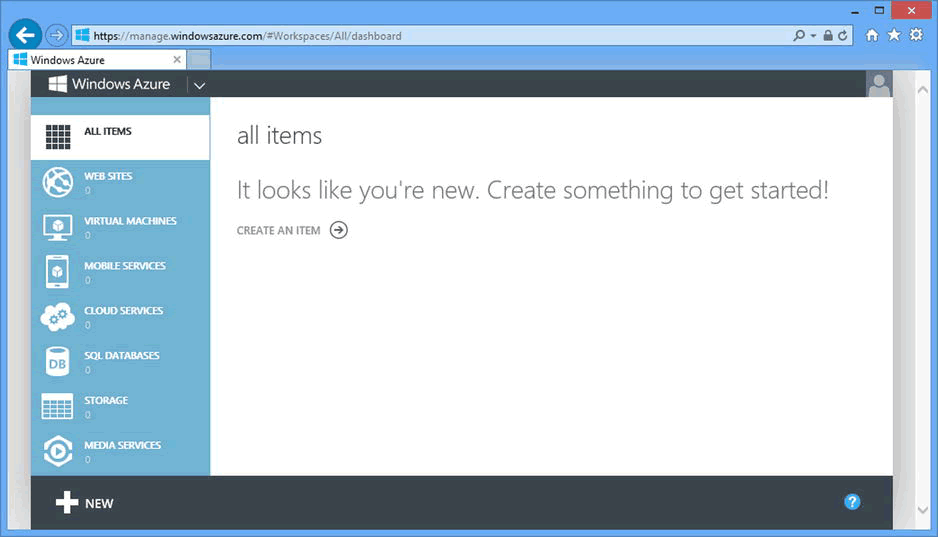 https://manage.windowsazure.com/#Workspaces/All/dashboard
Windows Azure
Windows Azure
ALL ITEMS
WEB SITES
0
VIRTUAL MACHINES
0
MOBILE SERVICES
0
CLOUD SERVICES
0
DB
SQL DATABASES
0
STORAGE
0
MEDIA SERVICES
0
all items
It looks like you're new. Create something to get started!
CREATE AN ITEM
NEW
?